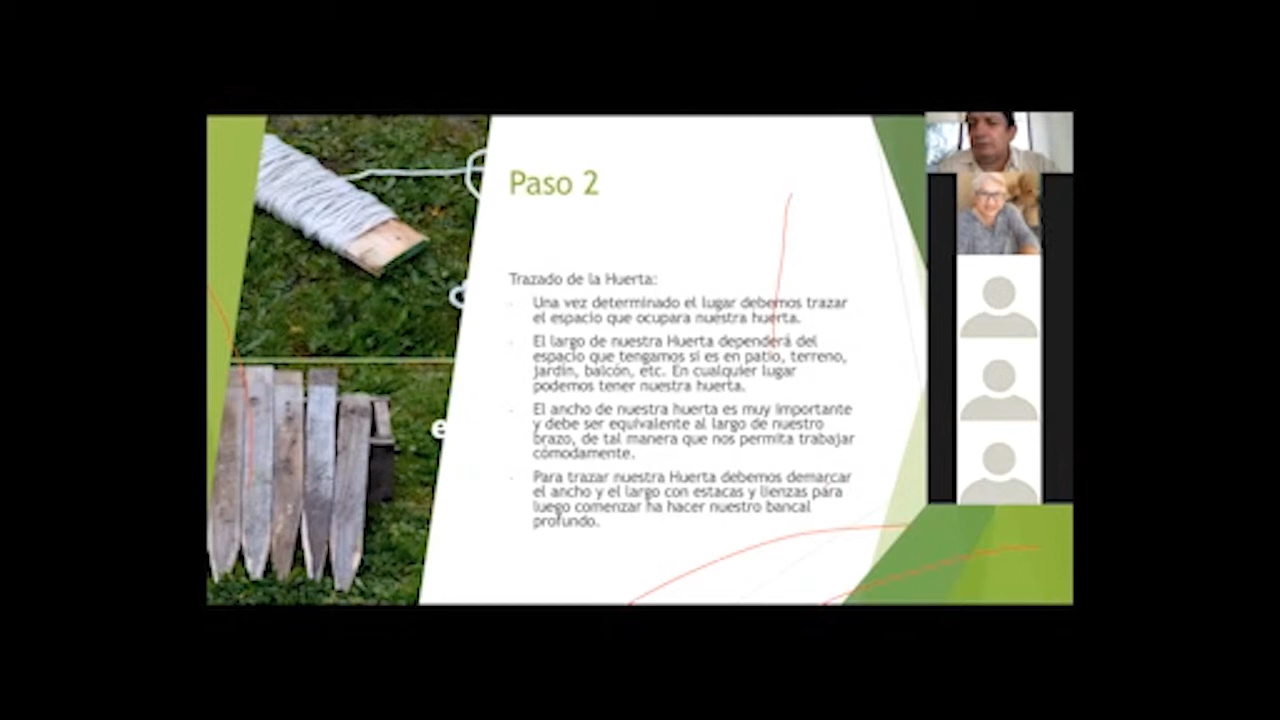 Paso 2
Trazado de la Huerta:
Una vez determinado el lugar debemos trazar
el espacio que ocupara nuestra huerta.
El largo de nuestra Huerta dependerá del
espacio que tengamos si es en patio, terreno,
jardin, balcón, etc. En cualquier lugar
podemos tener nuestra huerta.
El ancho de nuestra huerta es muy importante
y debe ser equivalente al largo de nuestro
brazo, de tal manera que nos permita trabajar
cómodamente.
Para trazar nuestra Huerta debemos demarcar
el ancho y el largo con estacas y lienzas para
luego comenzar ha hacer nuestro bancal
profundo.
e